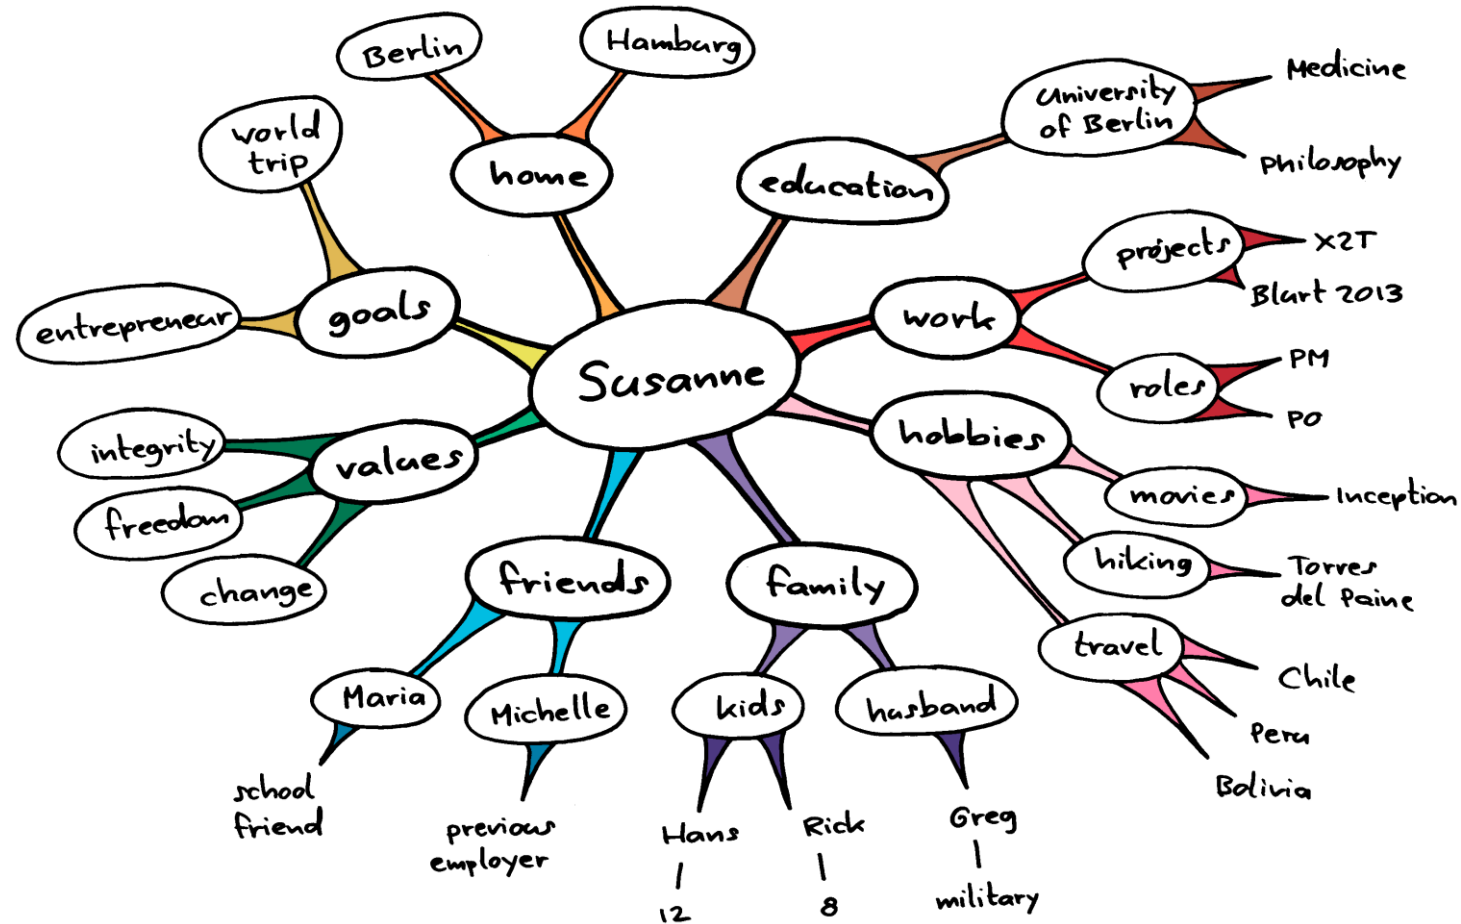 Berlin
Hamburg
home
world
trip
entrepreneur
goals
education
University
of Berlin
Medicine
Philosophy
work
projects
X2T
Blurt 2013
roles
PM
PO
Susanne
hobbies
movies
Inception
hiking
Torres
del Paine
travel
Chile
Peru
Bolivia
values
integrity
freedom
change
friends
Maria
school
friend
Michelle
previous
employer
family
kids
Hans
12
Rick
8
husband
Greg
military